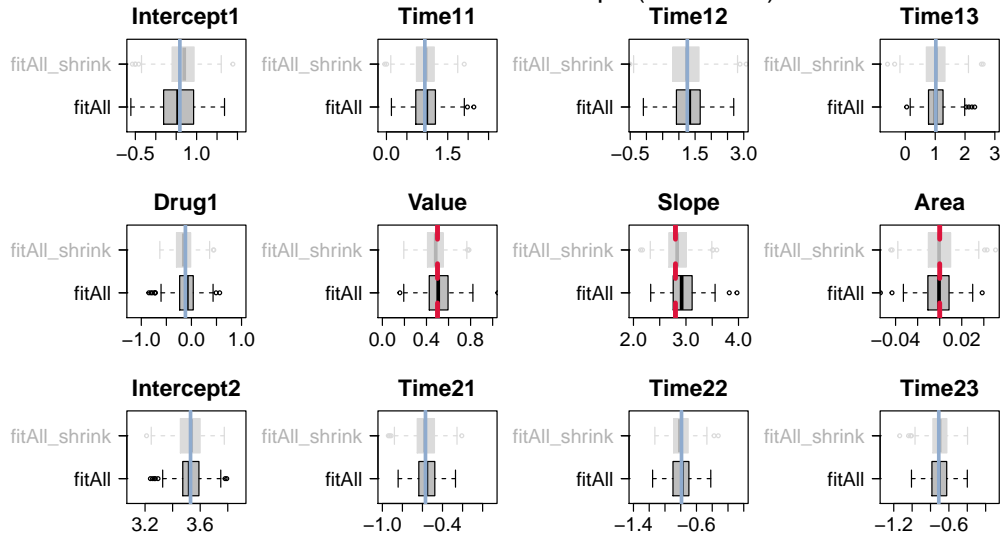 Intercept1 Time11 Time12 Time13
fitAll_shrink fitAll_shrink fitAll_shrink fitAll_shrink
fitAll fitAll fitAll fitAll
−0.5 1.0 0.0 1.5 −0.5 1.5 3.0 0 1 2 3
Drug1 Value Slope Area
fitAll_shrink fitAll_shrink fitAll_shrink fitAll_shrink
fitAll fitAll fitAll fitAll
−1.0 0.0 1.0 0.0 0.4 0.8 2.0 3.0 4.0 −0.04 0.02
Intercept2 Time21 Time22 Time23
fitAll_shrink fitAll_shrink fitAll_shrink fitAll_shrink
fitAll fitAll fitAll fitAll
3.2 3.6 −1.0 −0.4 −1.4 −0.6 −1.2 −0.6